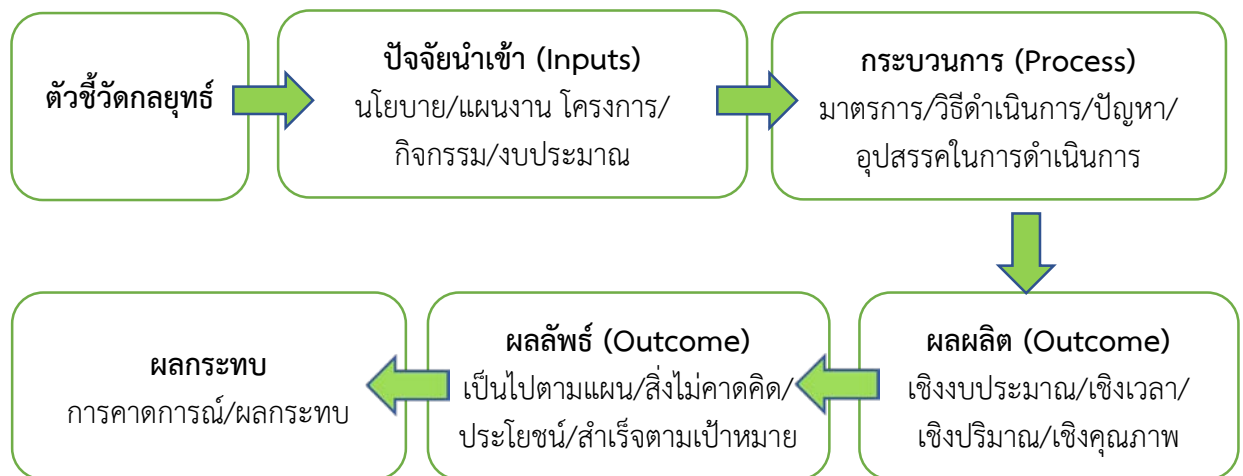 ตัวชี้วัดกลยุทธ์
ปัจจัยนำเข้า (Inputs)
นโยบาย/แผนงาน โครงการ/
กิจกรรม/งบประมาณ
กระบวนการ (Process)
มาตรการ/วิธีดำเนินการ/ปัญหา/
อุปสรรคในการดำเนินการ
ผลผลิต (Outcome)
เชิงงบประมาณ/เชิงเวลา/
เชิงปริมาณ/เชิงคุณภาพ
ผลลัพธ์ (Outcome)
เป็นไปตามแผน/สิ่งไม่คาดคิด/
ประโยชน์/สำเร็จตามเป้าหมาย
ผลกระทบ
การคาดการณ์/ผลกระทบ